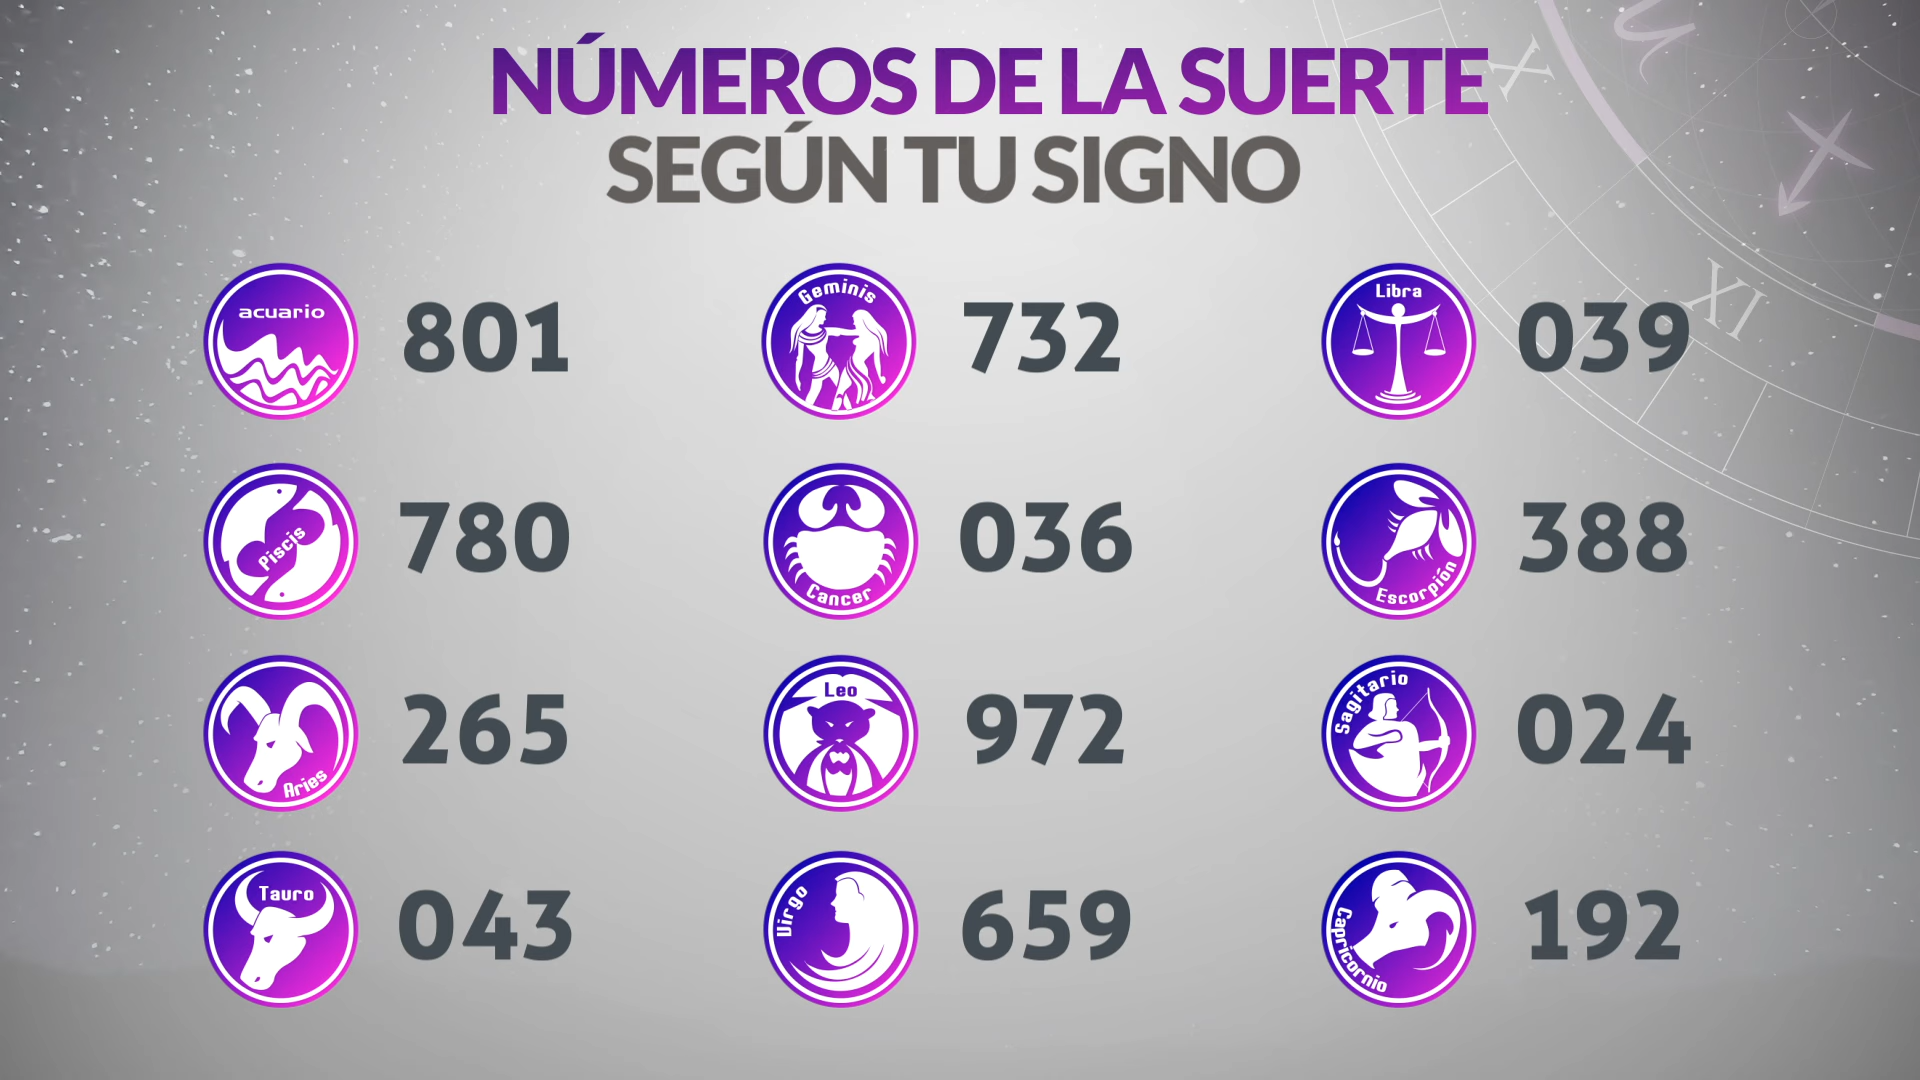 NÚMEROS DE LA SUERTE
SEGÚN TU SIGNO
acuario 801
Geminis 732
Libra 039
Piscis 780
Cancer 036
Escorpión 388
Aries 265
Leo 972
Sagitario 024
Tauro 043
Virgo 659
Capricornio 192
X
XI